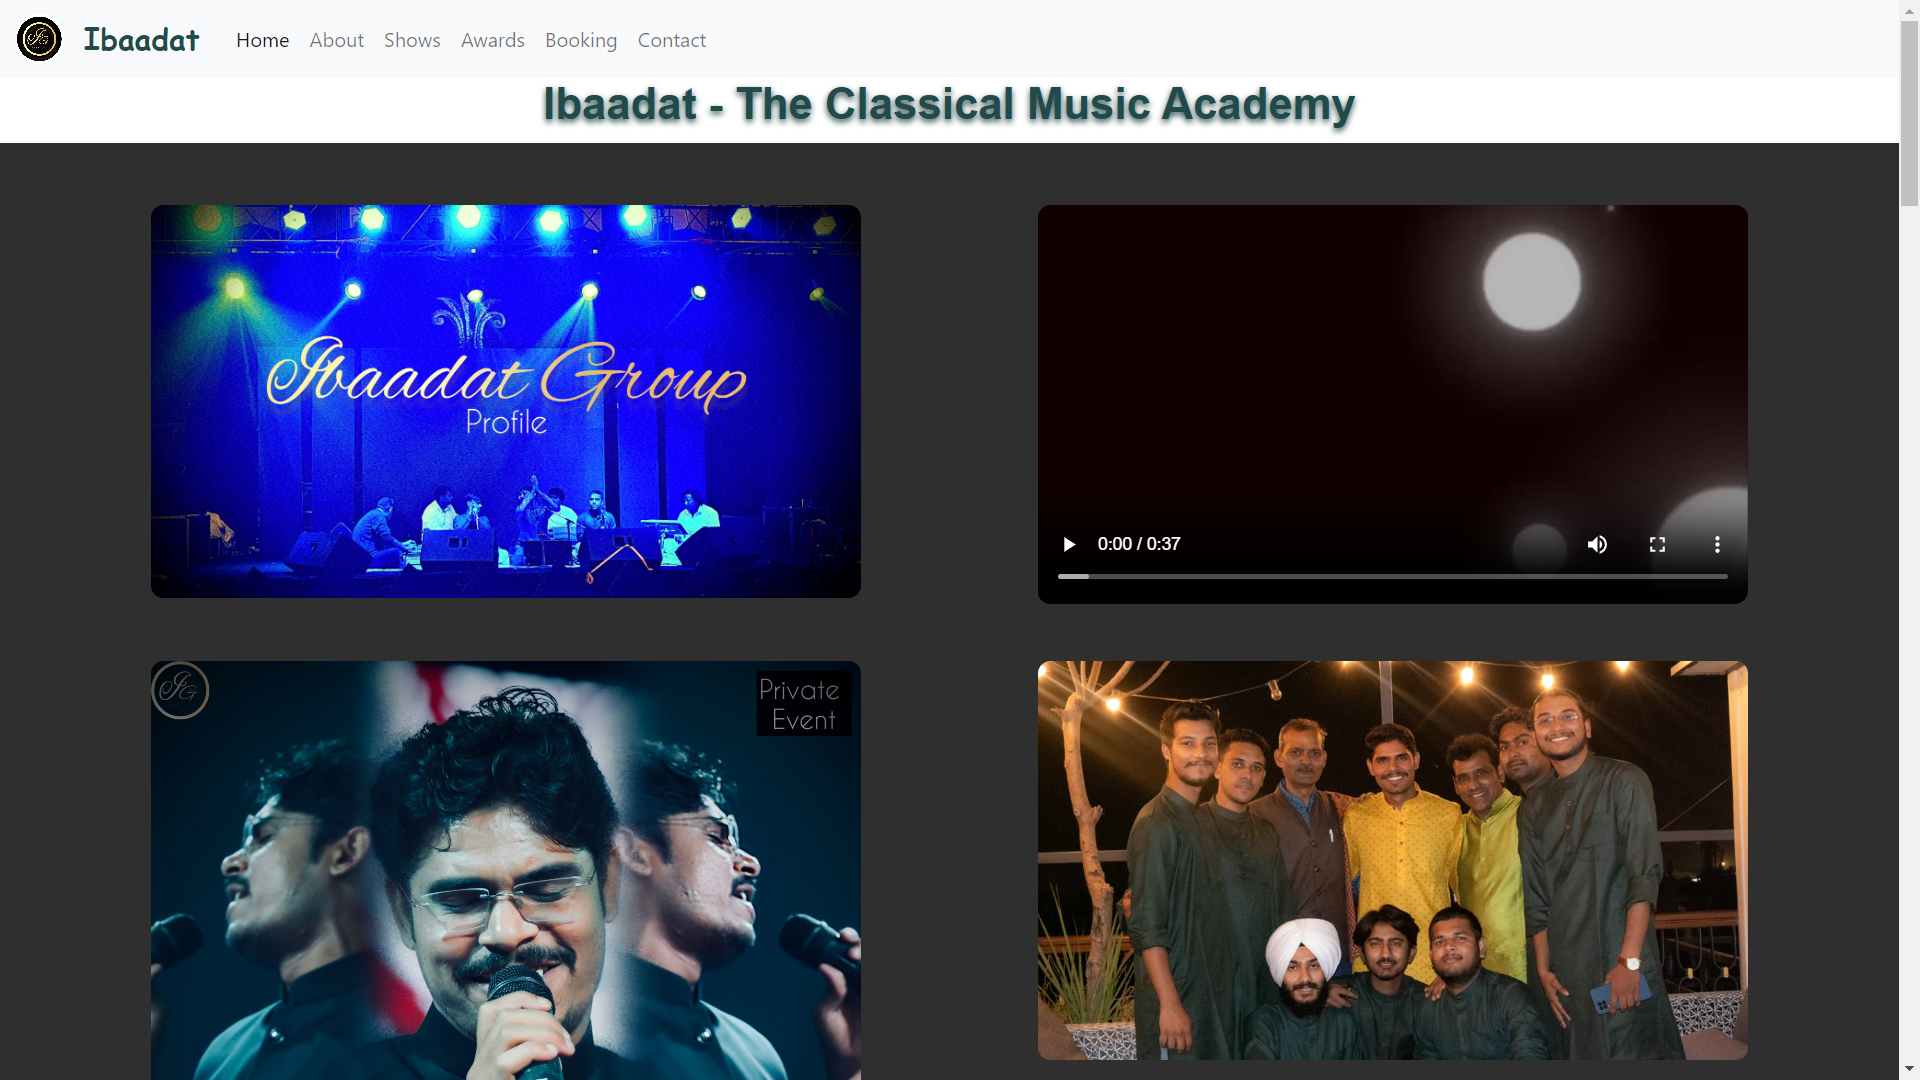 Ibaadat
Home
About
Shows
Awards
Booking
Contact
Ibaadat - The Classical Music Academy
Ibaadat Group
Profile
0:00 / 0:37
JG
Private
Event